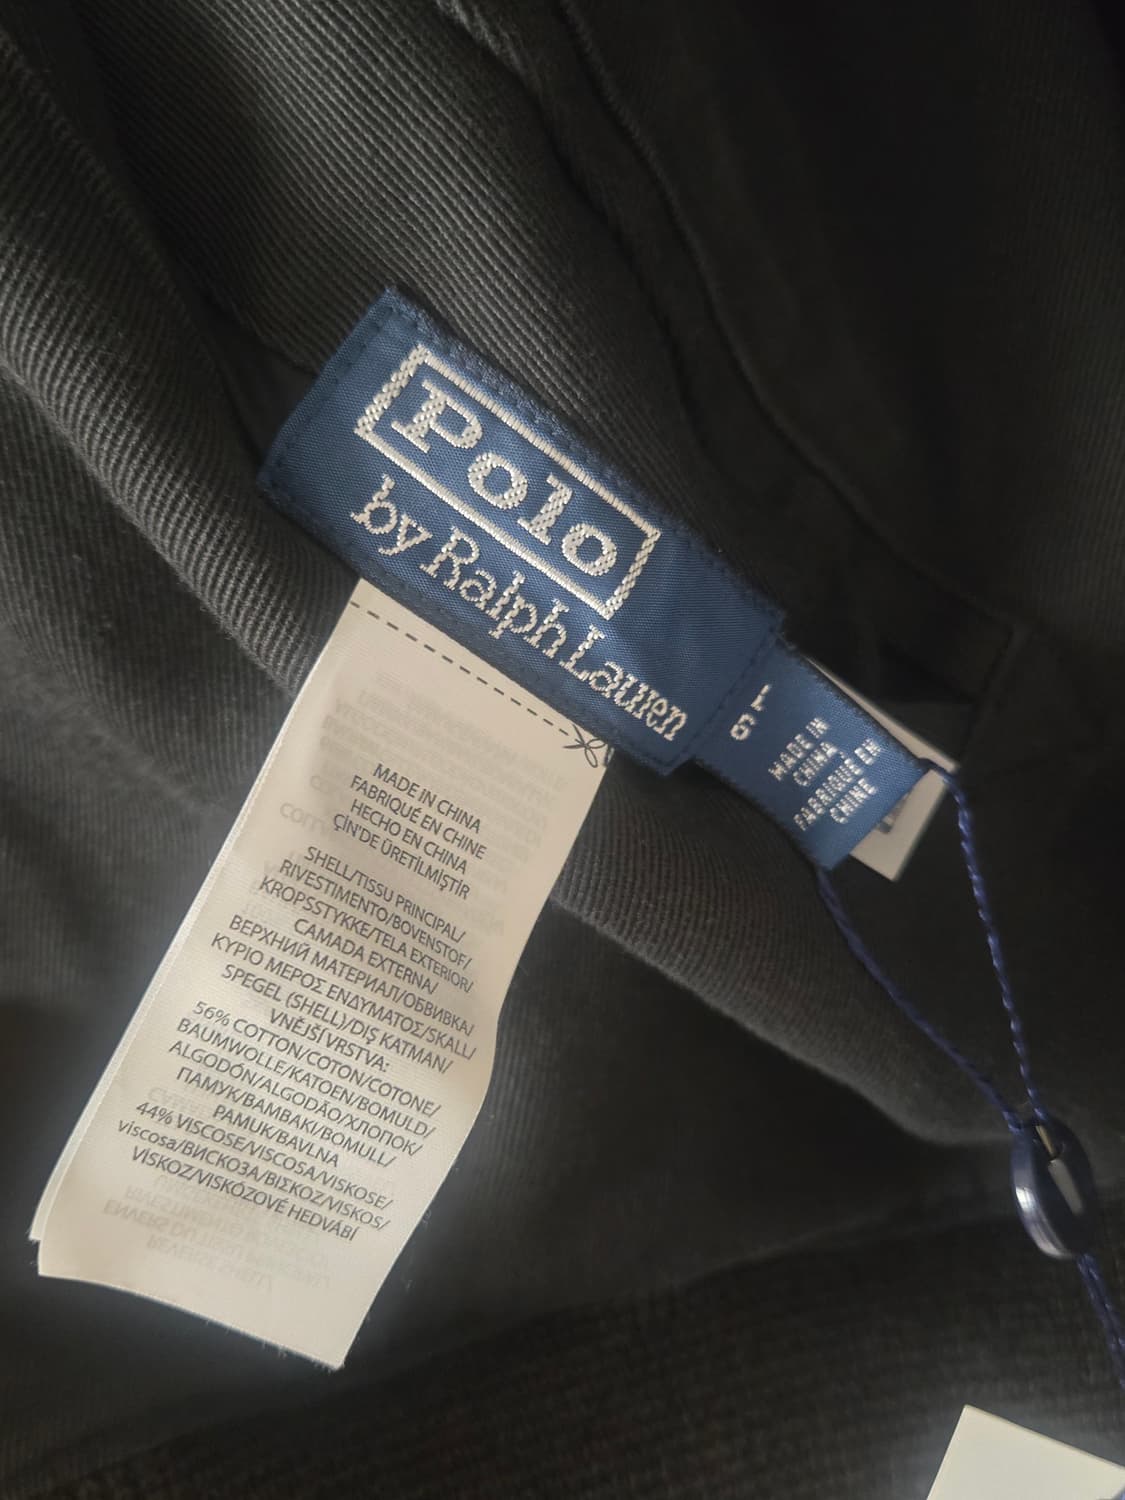 Polo
by Ralph Lauren
L
G
MADE IN
CHINA
FABRIQUÉ EN
CHINE
MADE IN CHINA
FABRIQUÉ EN CHINE
HECHO EN CHINA
ÇİN'DE ÜRETİLMİŞTİR
SHELL/TISSU PRINCIPAL/
RIVESTIMENTO/BOVENSTOF/
KROPSSTYKKE/TELA EXTERIOR/
CAMADA EXTERNA/
ВЕРХНИЙ МАТЕРИАЛ/ОБВИВКА/
ΚΥΡΙΟ ΜΕΡΟΣ ΕΝΔΥΜΑΤΟΣ/SKALL/
SPEGEL (SHELL)/DIŞ KATMAN/
VNĚJŠÍ VRSTVA:
56% COTTON/COTON/COTONE/
BAUMWOLLE/KATOEN/BOMULD/
ALGODÓN/ALGODÃO/ХЛОПОК/
ПАМУК/ΒΑΜΒΑΚΙ/BOMULL/
PAMUK/BAVLNA
44% VISCOSE/VISCOSA/VISKOSE/
viscosa/ВИСКОЗА/ΒΙΣΚΟΖ/VISKOS/
VİSKOZ/VISKÓZOVÉ HEDVÁBÍ